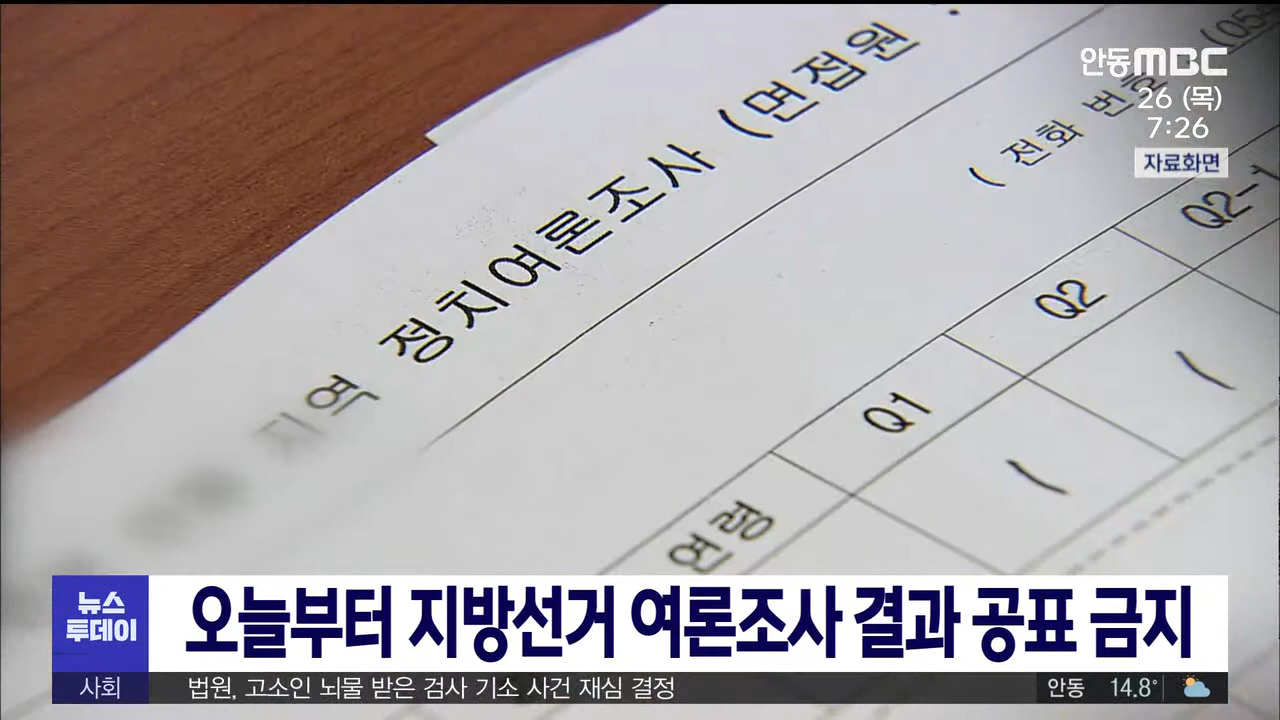 안동MBC
26 (목)
7:26
자료화면
지역 정치여론조사 (면접원
( 전화 번호 (054
Q2-1
Q2
Q1
연령
뉴스
투데이
오늘부터 지방선거 여론조사 결과 공표 금지
사회
법원, 고소인 뇌물 받은 검사 기소 사건 재심 결정
안동 14.8°